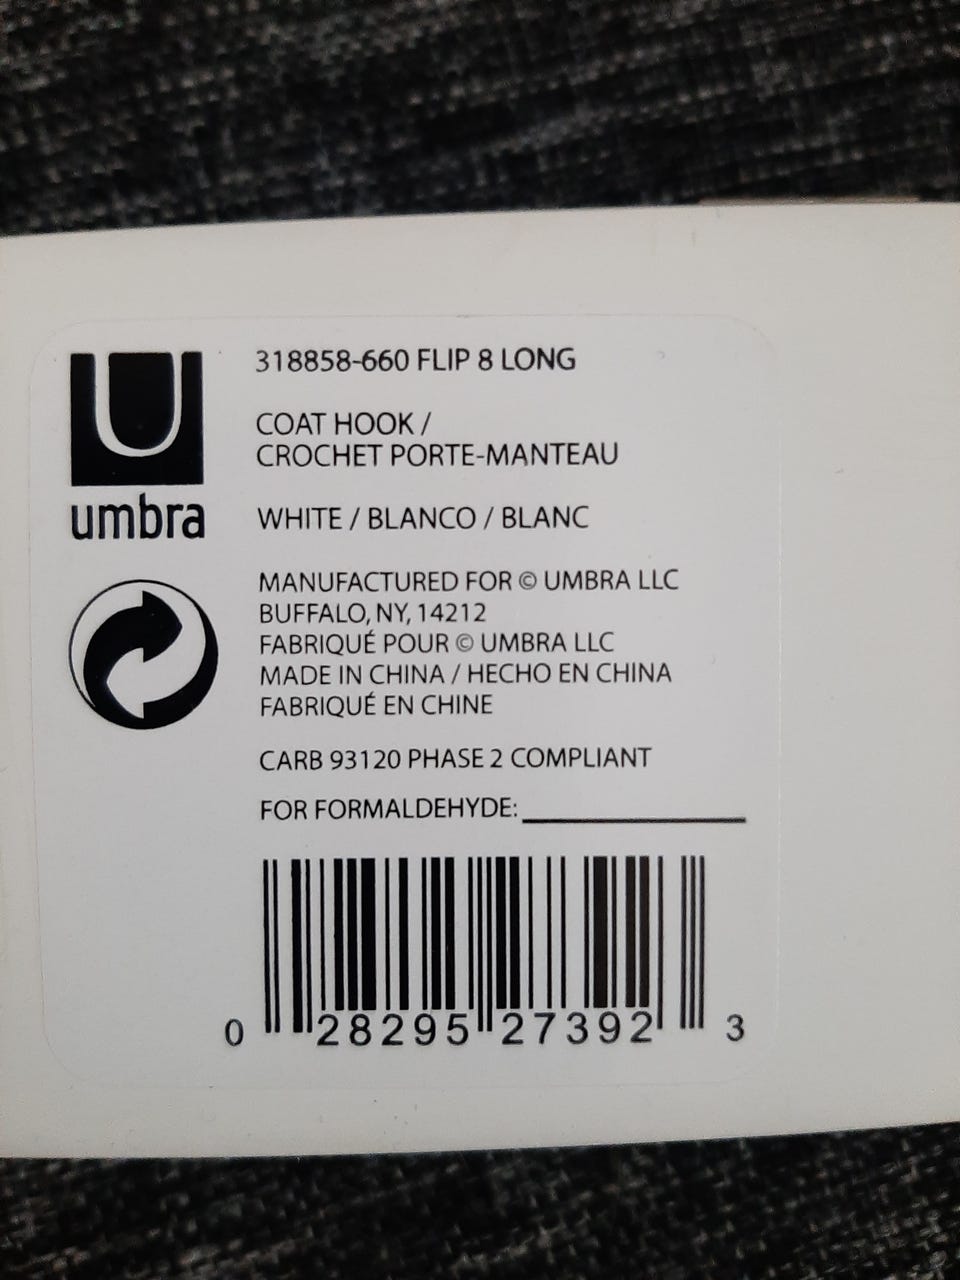 318858-660 FLIP 8 LONG
COAT HOOK /
CROCHET PORTE-MANTEAU
WHITE / BLANCO / BLANC
U
umbra
MANUFACTURED FOR © UMBRA LLC
BUFFALO, NY, 14212
FABRIQUÉ POUR © UMBRA LLC
MADE IN CHINA / HECHO EN CHINA
FABRIQUÉ EN CHINE
CARB 93120 PHASE 2 COMPLIANT
FOR FORMALDEHYDE:
0 28295 27392 3